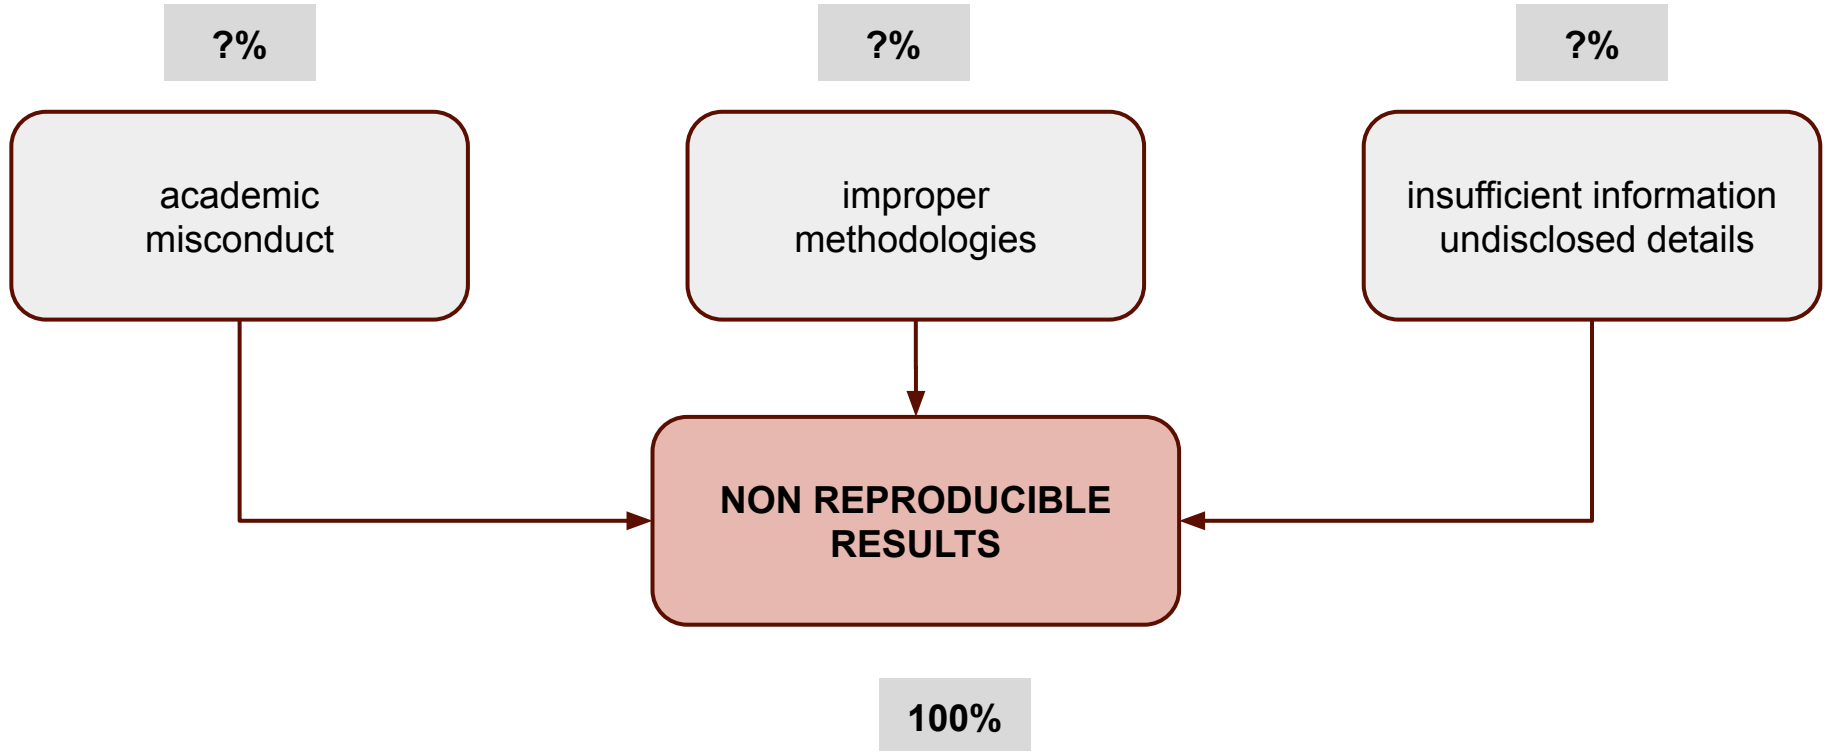 ?%
?%
?%
academic
misconduct
improper
methodologies
insufficient information
undisclosed details
NON REPRODUCIBLE
RESULTS
100%